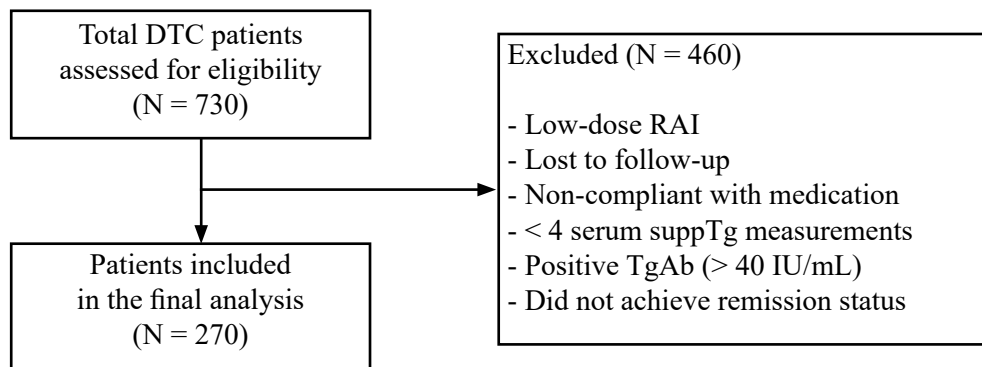 Total DTC patients
assessed for eligibility
(N = 730)
Excluded (N = 460)
- Low-dose RAI
- Lost to follow-up
- Non-compliant with medication
- < 4 serum suppTg measurements
- Positive TgAb (> 40 IU/mL)
- Did not achieve remission status
Patients included
in the final analysis
(N = 270)